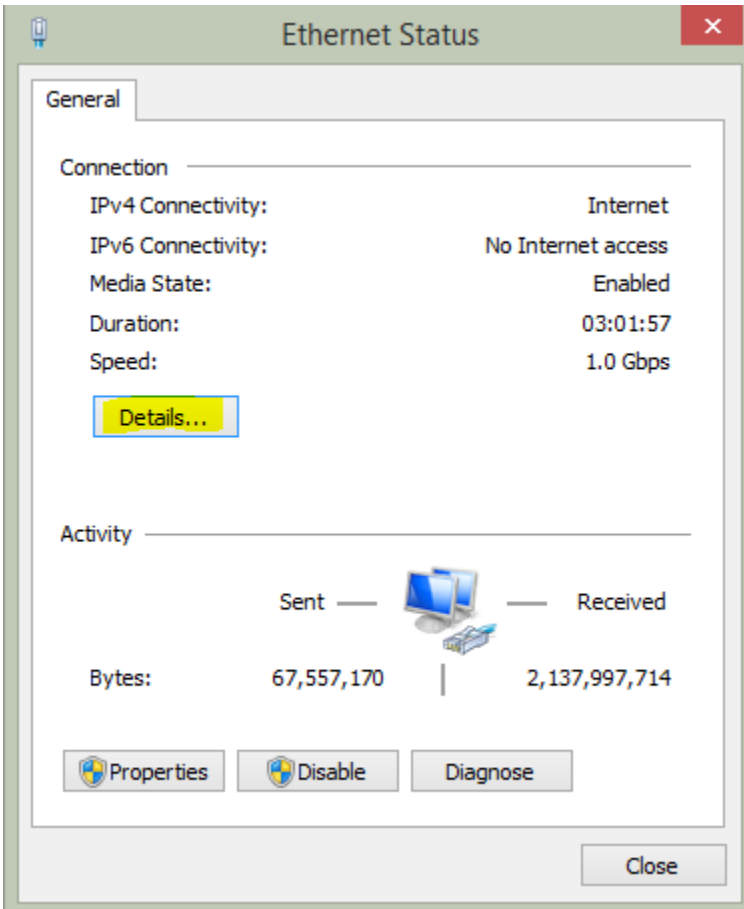 Ethernet Status
General
Connection
IPv4 Connectivity: Internet
IPv6 Connectivity: No Internet access
Media State: Enabled
Duration: 03:01:57
Speed: 1.0 Gbps
Details...
Activity
Sent Received
Bytes: 67,557,170 2,137,997,714
Properties Disable Diagnose
Close